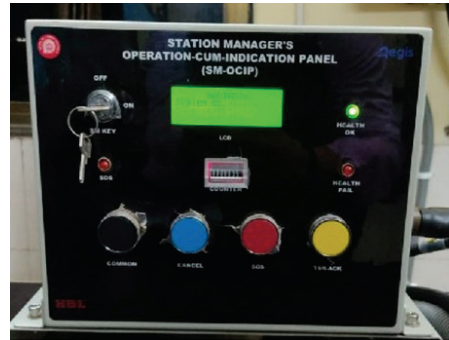 STATION MANAGER'S
OPERATION-CUM-INDICATION PANEL
(SM-OCIP)
Aegis
OFF
ON
SM KEY
LCD
HEALTH
OK
SOS
COUNTER
HEALTH
FAIL
COMMON
CANCEL
SOS
TSR-ACK
HBL